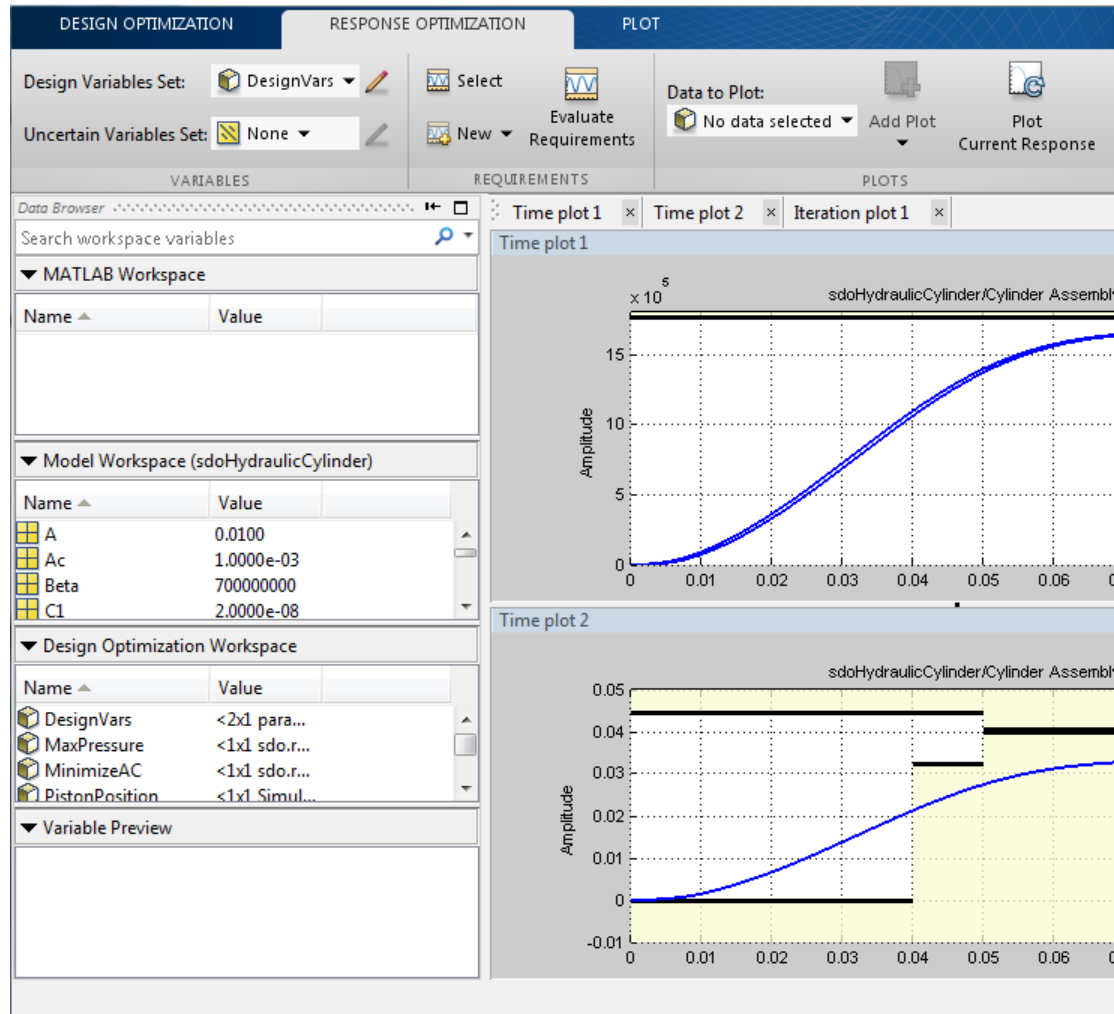 DESIGN OPTIMIZATION RESPONSE OPTIMIZATION PLOT
Design Variables Set: DesignVars Select Data to Plot:
Evaluate
Requirements
No data selected Add Plot Plot
Current Response
Uncertain Variables Set: None New
VARIABLES REQUIREMENTS PLOTS
Data Browser
Search workspace variables
MATLAB Workspace
Name Value
Model Workspace (sdoHydraulicCylinder)
Name Value
A 0.0100
Ac 1.0000e-03
Beta 700000000
C1 2.0000e-08
Design Optimization Workspace
Name Value
DesignVars <2x1 para...
MaxPressure <1x1 sdo.r...
MinimizeAC <1x1 sdo.r...
PistonPosition <1x1 Simul...
Variable Preview
Time plot 1 × Time plot 2 × Iteration plot 1 ×
Time plot 1
x 10^5 sdoHydraulicCylinder/Cylinder Assembly
15
10
5
0
Amplitude
0 0.01 0.02 0.03 0.04 0.05 0.06
Time plot 2
sdoHydraulicCylinder/Cylinder Assembly
0.05
0.04
0.03
0.02
0.01
0
-0.01
Amplitude
0 0.01 0.02 0.03 0.04 0.05 0.06